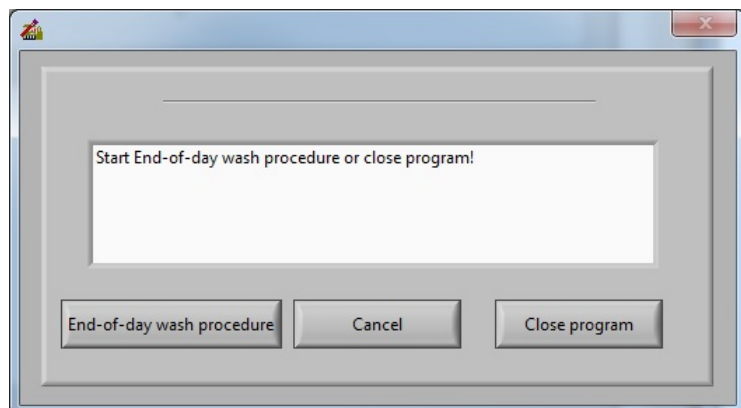 Start End-of-day wash procedure or close program!
End-of-day wash procedure
Cancel
Close program